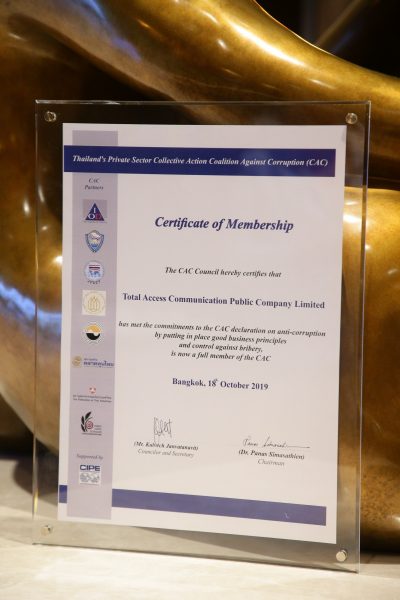 Thailand's Private Sector Collective Action Coalition Against Corruption (CAC)
CAC
Partners
Certificate of Membership
The CAC Council hereby certifies that
Total Access Communication Public Company Limited
has met the commitments to the CAC declaration on anti-corruption
by putting in place good business principles
and control against bribery,
is now a full member of the CAC
Bangkok, 18th October 2019
(Mr. Kulvech Janvatanavit)
Councilor and Secretary
(Dr. Panas Simasathien)
Chairman
Supported by
CIPE